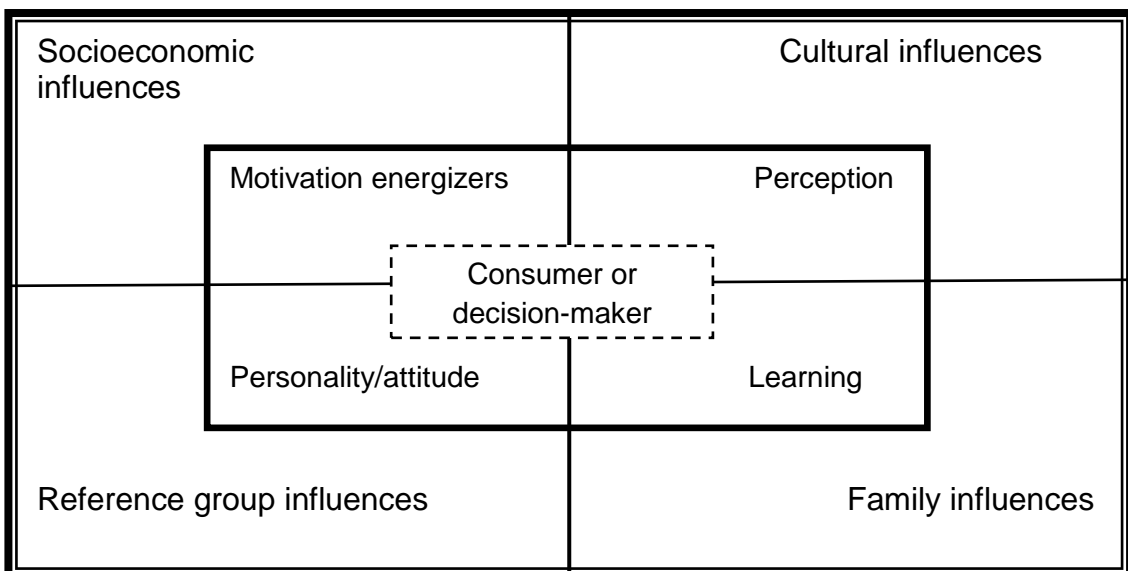 Socioeconomic
influences
Cultural influences
Motivation energizers
Perception
Consumer or
decision-maker
Personality/attitude
Learning
Reference group influences
Family influences